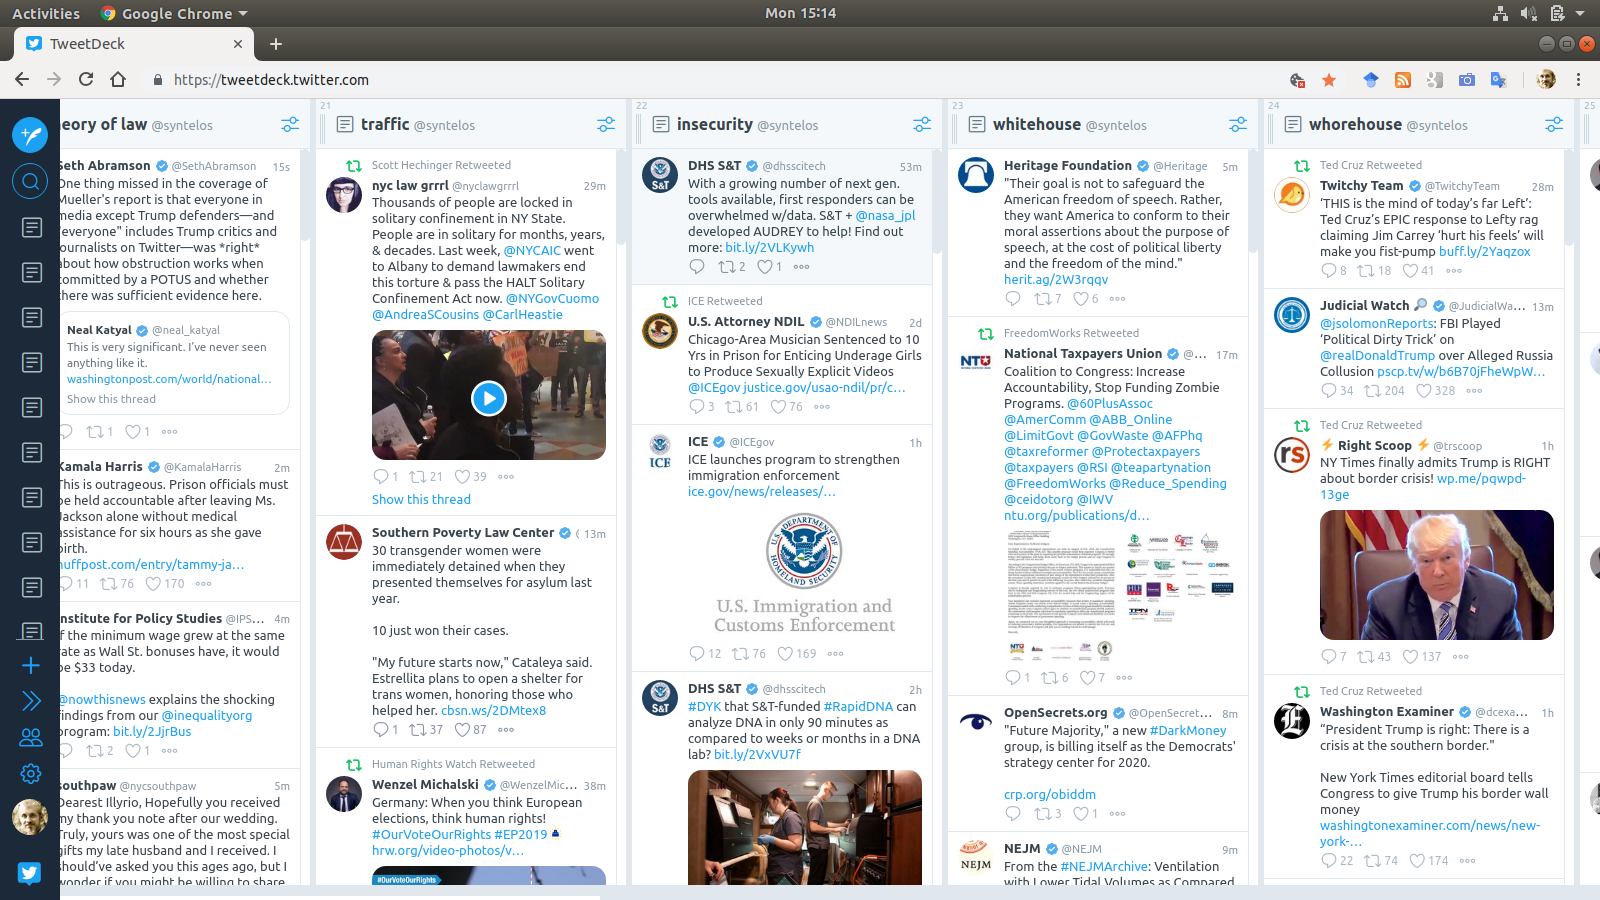 Activities
Google Chrome
Mon 15:14
TweetDeck
https://tweetdeck.twitter.com
eory of law @syntelos
Seth Abramson @SethAbramson 15s
One thing missed in the coverage of
Mueller's report is that everyone in
media except Trump defenders—and
"everyone" includes Trump critics and
journalists on Twitter—was *right*
about how obstruction works when
committed by a POTUS and whether
there was sufficient evidence here.
Neal Katyal @neal_katyal
This is very significant. I've never seen
anything like it.
washingtonpost.com/world/national…
Show this thread
1 1
Kamala Harris @KamalaHarris 2m
This is outrageous. Prison officials must
be held accountable after leaving Ms.
Jackson alone without medical
assistance for six hours as she gave
birth.
huffpost.com/entry/tammy-ja…
11 76 170
Institute for Policy Studies @IPS... 4m
If the minimum wage grew at the same
rate as Wall St. bonuses have, it would
be $33 today.
@nowthisnews explains the shocking
findings from our @inequalityorg
program: bit.ly/2JjrBus
2 1
southpaw @nycsouthpaw 5m
Dearest Illyrio, Hopefully you received
my thank you note after our wedding.
Truly, yours was one of the most special
gifts my late husband and I received. I
should've asked you this ages ago, but I
wonder if you might be willing to share
21
traffic @syntelos
Scott Hechinger Retweeted
nyc law grrrl @nyclawgrrrl 29m
Thousands of people are locked in
solitary confinement in NY State.
People are in solitary for months, years,
& decades. Last week, @NYCAIC went
to Albany to demand lawmakers end
this torture & pass the HALT Solitary
Confinement Act now. @NYGovCuomo
@AndreaSCousins @CarlHeastie
1 21 39
Show this thread
Southern Poverty Law Center ( 13m
30 transgender women were
immediately detained when they
presented themselves for asylum last
year.
10 just won their cases.
"My future starts now," Cataleya said.
Estrellita plans to open a shelter for
trans women, honoring those who
helped her. cbsn.ws/2DMtex8
1 37 87
Human Rights Watch Retweeted
Wenzel Michalski @WenzelMic... 38m
Germany: When you think European
elections, think human rights!
#OurVoteOurRights #EP2019
hrw.org/video-photos/v…
#OurVoteOurRights
22
insecurity @syntelos
S&T
DHS S&T @dhsscitech 53m
With a growing number of next gen.
tools available, first responders can be
overwhelmed w/data. S&T + @nasa_jpl
developed AUDREY to help! Find out
more: bit.ly/2VLKywh
2 1
ICE Retweeted
U.S. Attorney NDIL @NDILnews 2d
Chicago-Area Musician Sentenced to 10
Yrs in Prison for Enticing Underage Girls
to Produce Sexually Explicit Videos
@ICEgov justice.gov/usao-ndil/pr/c…
3 61 76
ICE
ICE @ICEgov 1h
ICE launches program to strengthen
immigration enforcement
ice.gov/news/releases/…
U.S. DEPARTMENT OF
HOMELAND SECURITY
U.S. Immigration and
Customs Enforcement
12 76 169
S&T
DHS S&T @dhsscitech 2h
#DYK that S&T-funded #RapidDNA can
analyze DNA in only 90 minutes as
compared to weeks or months in a DNA
lab? bit.ly/2VxVU7f
23
whitehouse @syntelos
Heritage Foundation @Heritage 5m
"Their goal is not to safeguard the
American freedom of speech. Rather,
they want America to conform to their
moral assertions about the purpose of
speech, at the cost of political liberty
and the freedom of the mind."
herit.ag/2W3rqqv
7 6
FreedomWorks Retweeted
NTU
National Taxpayers Union @... 17m
Coalition to Congress: Increase
Accountability, Stop Funding Zombie
Programs. @60PlusAssoc
@AmerComm @ABB_Online
@LimitGovt @GovWaste @AFPhq
@taxreformer @Protectaxpayers
@taxpayers @RSI @teapartynation
@FreedomWorks @Reduce_Spending
@ceidotorg @IWV
ntu.org/publications/d…
TPN
NTU
1 6 7
OpenSecrets.org @OpenSecret... 8m
"Future Majority," a new #DarkMoney
group, is billing itself as the Democrats'
strategy center for 2020.
crp.org/obiddm
3 1
NEJM
NEJM @NEJM 9m
From the #NEJMArchive: Ventilation
with Lower Tidal Volumes as Compared
24
whorehouse @syntelos
Ted Cruz Retweeted
Twitchy Team @TwitchyTeam 28m
'THIS is the mind of today's far Left':
Ted Cruz's EPIC response to Lefty rag
claiming Jim Carrey 'hurt his feels' will
make you fist-pump buff.ly/2Yaqzox
8 18 41
Judicial Watch @JudicialWa... 13m
@jsolomonReports: FBI Played
'Political Dirty Trick' on
@realDonaldTrump over Alleged Russia
Collusion pscp.tv/w/b6B70jFheWpW…
34 204 328
Ted Cruz Retweeted
rs
Right Scoop @trscoop 1h
NY Times finally admits Trump is RIGHT
about border crisis! wp.me/pqwpd-
13ge
7 43 137
Ted Cruz Retweeted
E
Washington Examiner @dcexa... 1h
"President Trump is right: There is a
crisis at the southern border."
New York Times editorial board tells
Congress to give Trump his border wall
money
washingtonexaminer.com/news/new-
york-…
22 74 174
25